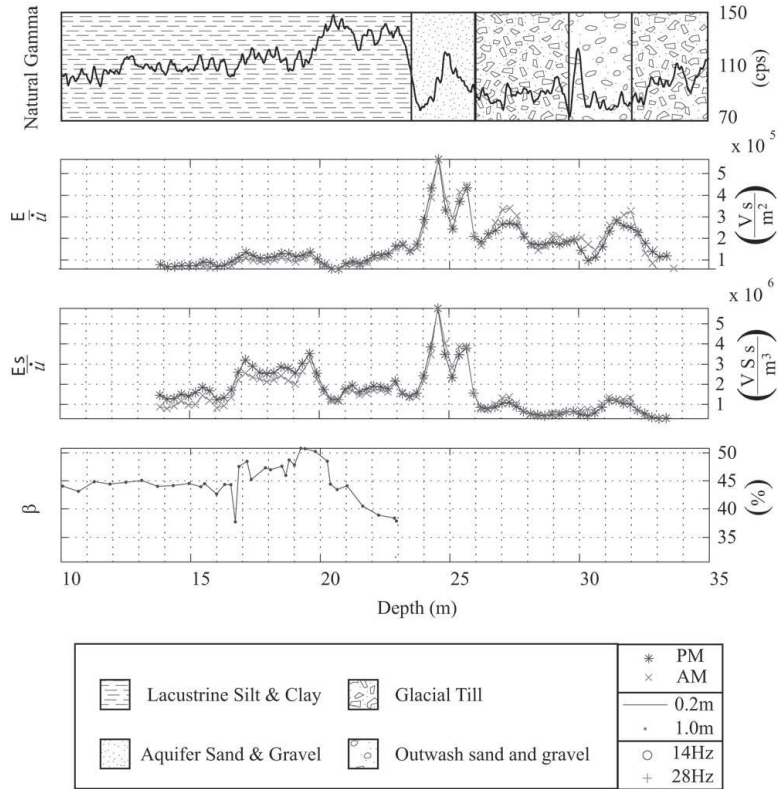 Natural Gamma
150
110
70
(cps)
x 10^5
E
u̇
5
4
3
2
1
(V s
m^2)
x 10^6
E s
u̇
5
4
3
2
1
(V S s
m^3)
β
50
45
40
35
(%)
10 15 20 25 30 35
Depth (m)
Lacustrine Silt & Clay
Glacial Till
Aquifer Sand & Gravel
Outwash sand and gravel
PM
AM
0.2m
1.0m
14Hz
28Hz